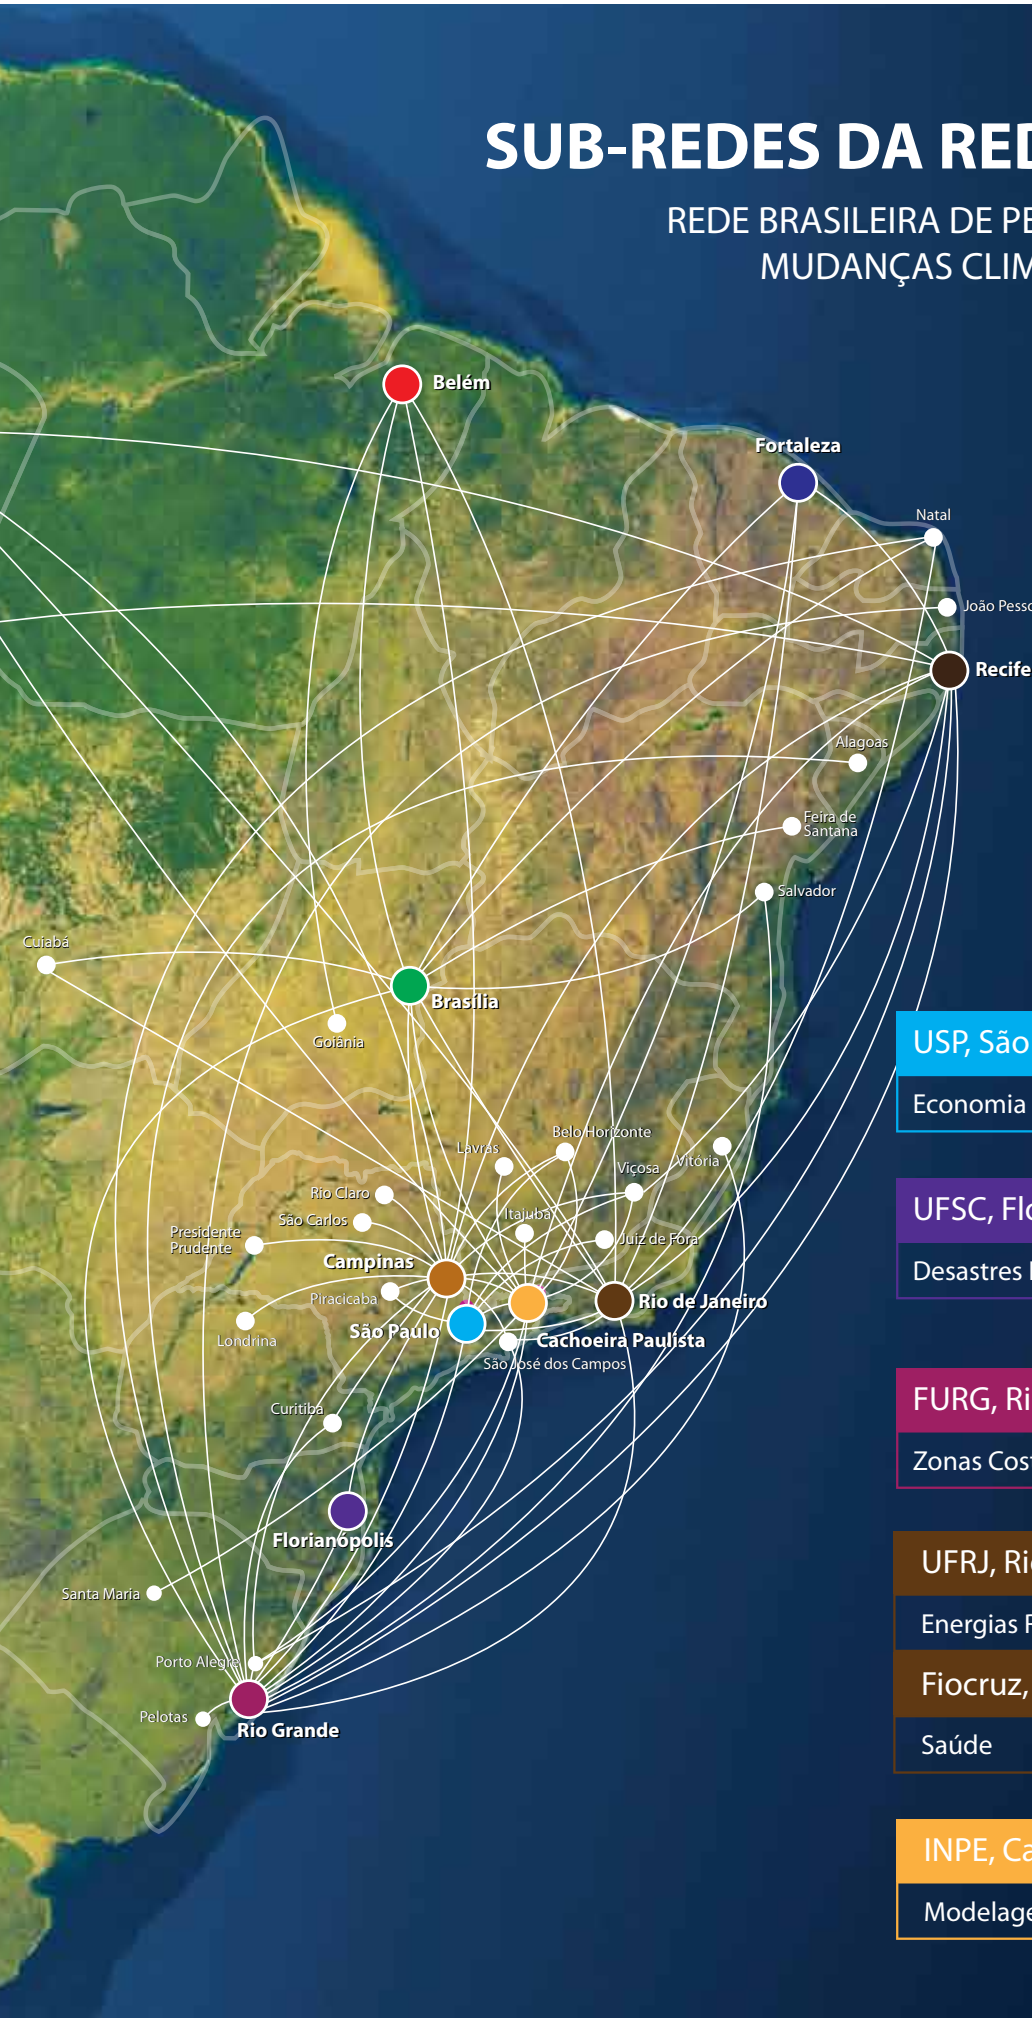 SUB-REDES DA RED
REDE BRASILEIRA DE PE
MUDANÇAS CLIM
Belém
Fortaleza
Natal
João Pesso
Recife
Alagoas
Feira de
Santana
Salvador
Cuiabá
Brasília
Goiânia
USP, São
Economia
Belo Horizonte
Lavras
Viçosa
Vitória
Rio Claro
São Carlos
Itajubá
Presidente
Prudente
Juiz de Fora
UFSC, Flo
Campinas
Desastres
Piracicaba
Rio de Janeiro
São Paulo
Cachoeira Paulista
Londrina
São José dos Campos
FURG, Ri
Curitiba
Zonas Cos
Florianópolis
UFRJ, Ri
Santa Maria
Energias R
Porto Alegre
Fiocruz,
Pelotas
Rio Grande
Saúde
INPE, Ca
Modelage